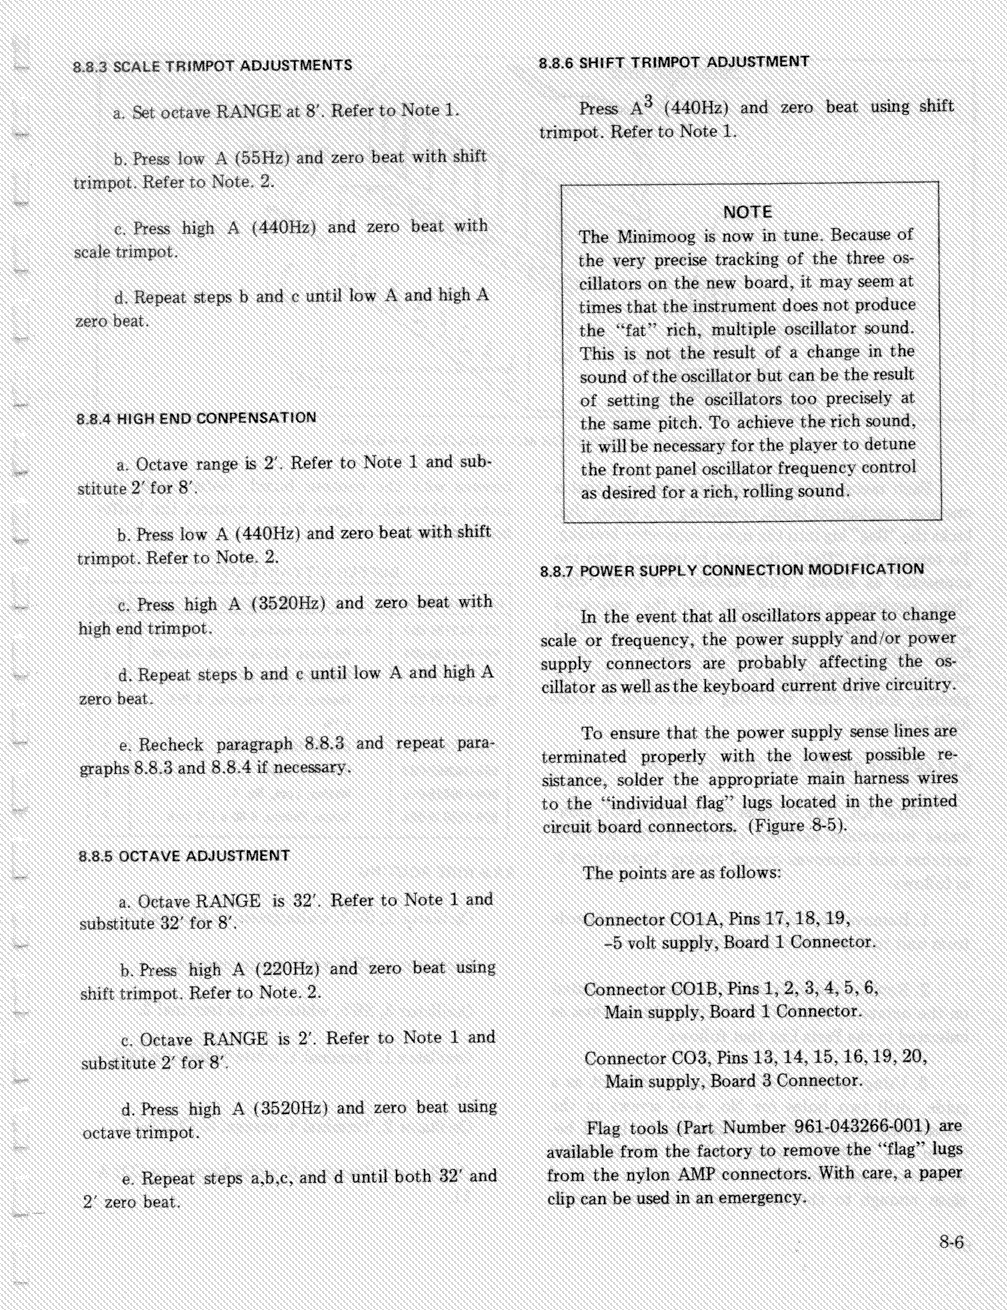 8.8.3 SCALE TRIMPOT ADJUSTMENTS
a. Set octave RANGE at 8′. Refer to Note 1.
b. Press low A (55Hz) and zero beat with shift
trimpot. Refer to Note. 2.
c. Press high A (440Hz) and zero beat with
scale trimpot.
d. Repeat steps b and c until low A and high A
zero beat.
8.8.4 HIGH END CONPENSATION
a. Octave range is 2′. Refer to Note 1 and sub-
stitute 2′ for 8′.
b. Press low A (440Hz) and zero beat with shift
trimpot. Refer to Note. 2.
c. Press high A (3520Hz) and zero beat with
high end trimpot.
d. Repeat steps b and c until low A and high A
zero beat.
e. Recheck paragraph 8.8.3 and repeat para-
graphs 8.8.3 and 8.8.4 if necessary.
8.8.5 OCTAVE ADJUSTMENT
a. Octave RANGE is 32′. Refer to Note 1 and
substitute 32′ for 8′.
b. Press high A (220Hz) and zero beat using
shift trimpot. Refer to Note. 2.
c. Octave RANGE is 2′. Refer to Note 1 and
substitute 2′ for 8′.
d. Press high A (3520Hz) and zero beat using
octave trimpot.
e. Repeat steps a,b,c, and d until both 32′ and
2′ zero beat.
8.8.6 SHIFT TRIMPOT ADJUSTMENT
Press A³ (440Hz) and zero beat using shift
trimpot. Refer to Note 1.
NOTE
The Minimoog is now in tune. Because of
the very precise tracking of the three os-
cillators on the new board, it may seem at
times that the instrument does not produce
the “fat” rich, multiple oscillator sound.
This is not the result of a change in the
sound of the oscillator but can be the result
of setting the oscillators too precisely at
the same pitch. To achieve the rich sound,
it will be necessary for the player to detune
the front panel oscillator frequency control
as desired for a rich, rolling sound.
8.8.7 POWER SUPPLY CONNECTION MODIFICATION
In the event that all oscillators appear to change
scale or frequency, the power supply and/or power
supply connectors are probably affecting the os-
cillator as well as the keyboard current drive circuitry.
To ensure that the power supply sense lines are
terminated properly with the lowest possible re-
sistance, solder the appropriate main harness wires
to the “individual flag” lugs located in the printed
circuit board connectors. (Figure 8-5).
The points are as follows:
Connector CO1A, Pins 17, 18, 19,
-5 volt supply, Board 1 Connector.
Connector CO1B, Pins 1, 2, 3, 4, 5, 6,
Main supply, Board 1 Connector.
Connector CO3, Pins 13, 14, 15, 16, 19, 20,
Main supply, Board 3 Connector.
Flag tools (Part Number 961-043266-001) are
available from the factory to remove the “flag” lugs
from the nylon AMP connectors. With care, a paper
clip can be used in an emergency.
8-6